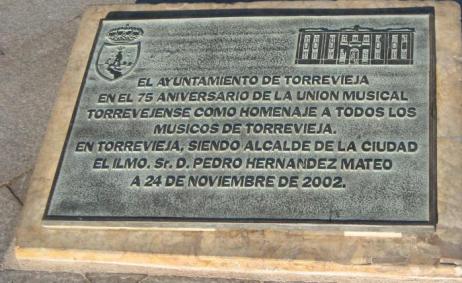 EL AYUNTAMIENTO DE TORREVIEJA
EN EL 75 ANIVERSARIO DE LA UNION MUSICAL
TORREVEJENSE COMO HOMENAJE A TODOS LOS
MUSICOS DE TORREVIEJA.
EN TORREVIEJA, SIENDO ALCALDE DE LA CIUDAD
EL ILMO. Sr. D. PEDRO HERNANDEZ MATEO
A 24 DE NOVIEMBRE DE 2002.